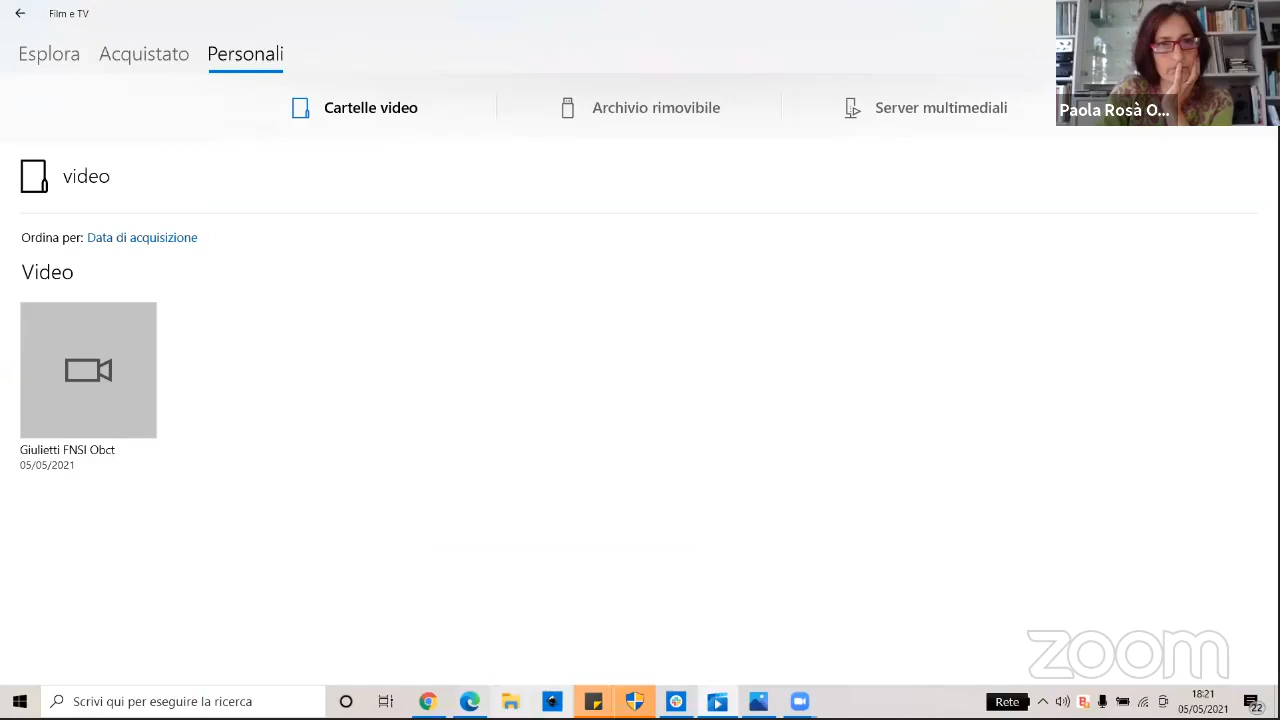 Film e TV
Esplora Acquistato Personali
Cartelle video Archivio rimovibile Server multimediali
Paola Rosà O...
video
Ordina per: Data di acquisizione
Video
Giulietti FNSI Obct
05/05/2021
zoom
Scrivi qui per eseguire la ricerca
Rete
18:21
05/05/2021
22